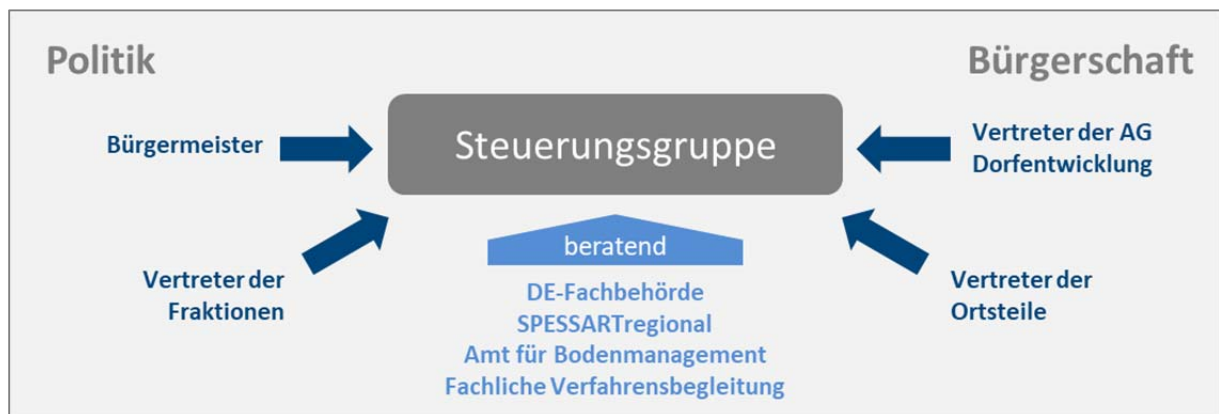 Politik
Bürgerschaft
Steuerungsgruppe
Bürgermeister
Vertreter der AG
Dorfentwicklung
beratend
Vertreter der
Fraktionen
DE-Fachbehörde
SPESSARTregional
Amt für Bodenmanagement
Fachliche Verfahrensbegleitung
Vertreter der
Ortsteile